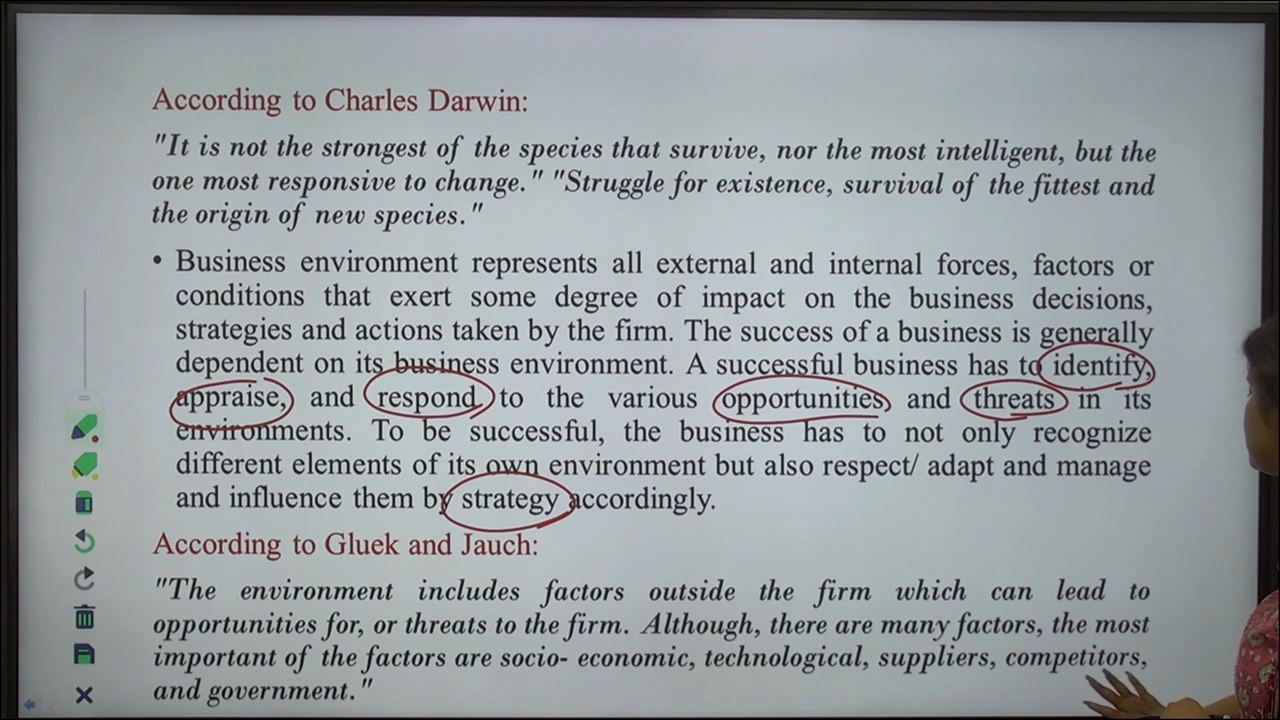 According to Charles Darwin:
"It is not the strongest of the species that survive, nor the most intelligent, but the
one most responsive to change." "Struggle for existence, survival of the fittest and
the origin of new species."
• Business environment represents all external and internal forces, factors or
conditions that exert some degree of impact on the business decisions,
strategies and actions taken by the firm. The success of a business is generally
dependent on its business environment. A successful business has to identify,
appraise, and respond to the various opportunities and threats in its
environments. To be successful, the business has to not only recognize
different elements of its own environment but also respect/ adapt and manage
and influence them by strategy accordingly.
According to Gluek and Jauch:
"The environment includes factors outside the firm which can lead to
opportunities for, or threats to the firm. Although, there are many factors, the most
important of the factors are socio- economic, technological, suppliers, competitors,
and government."